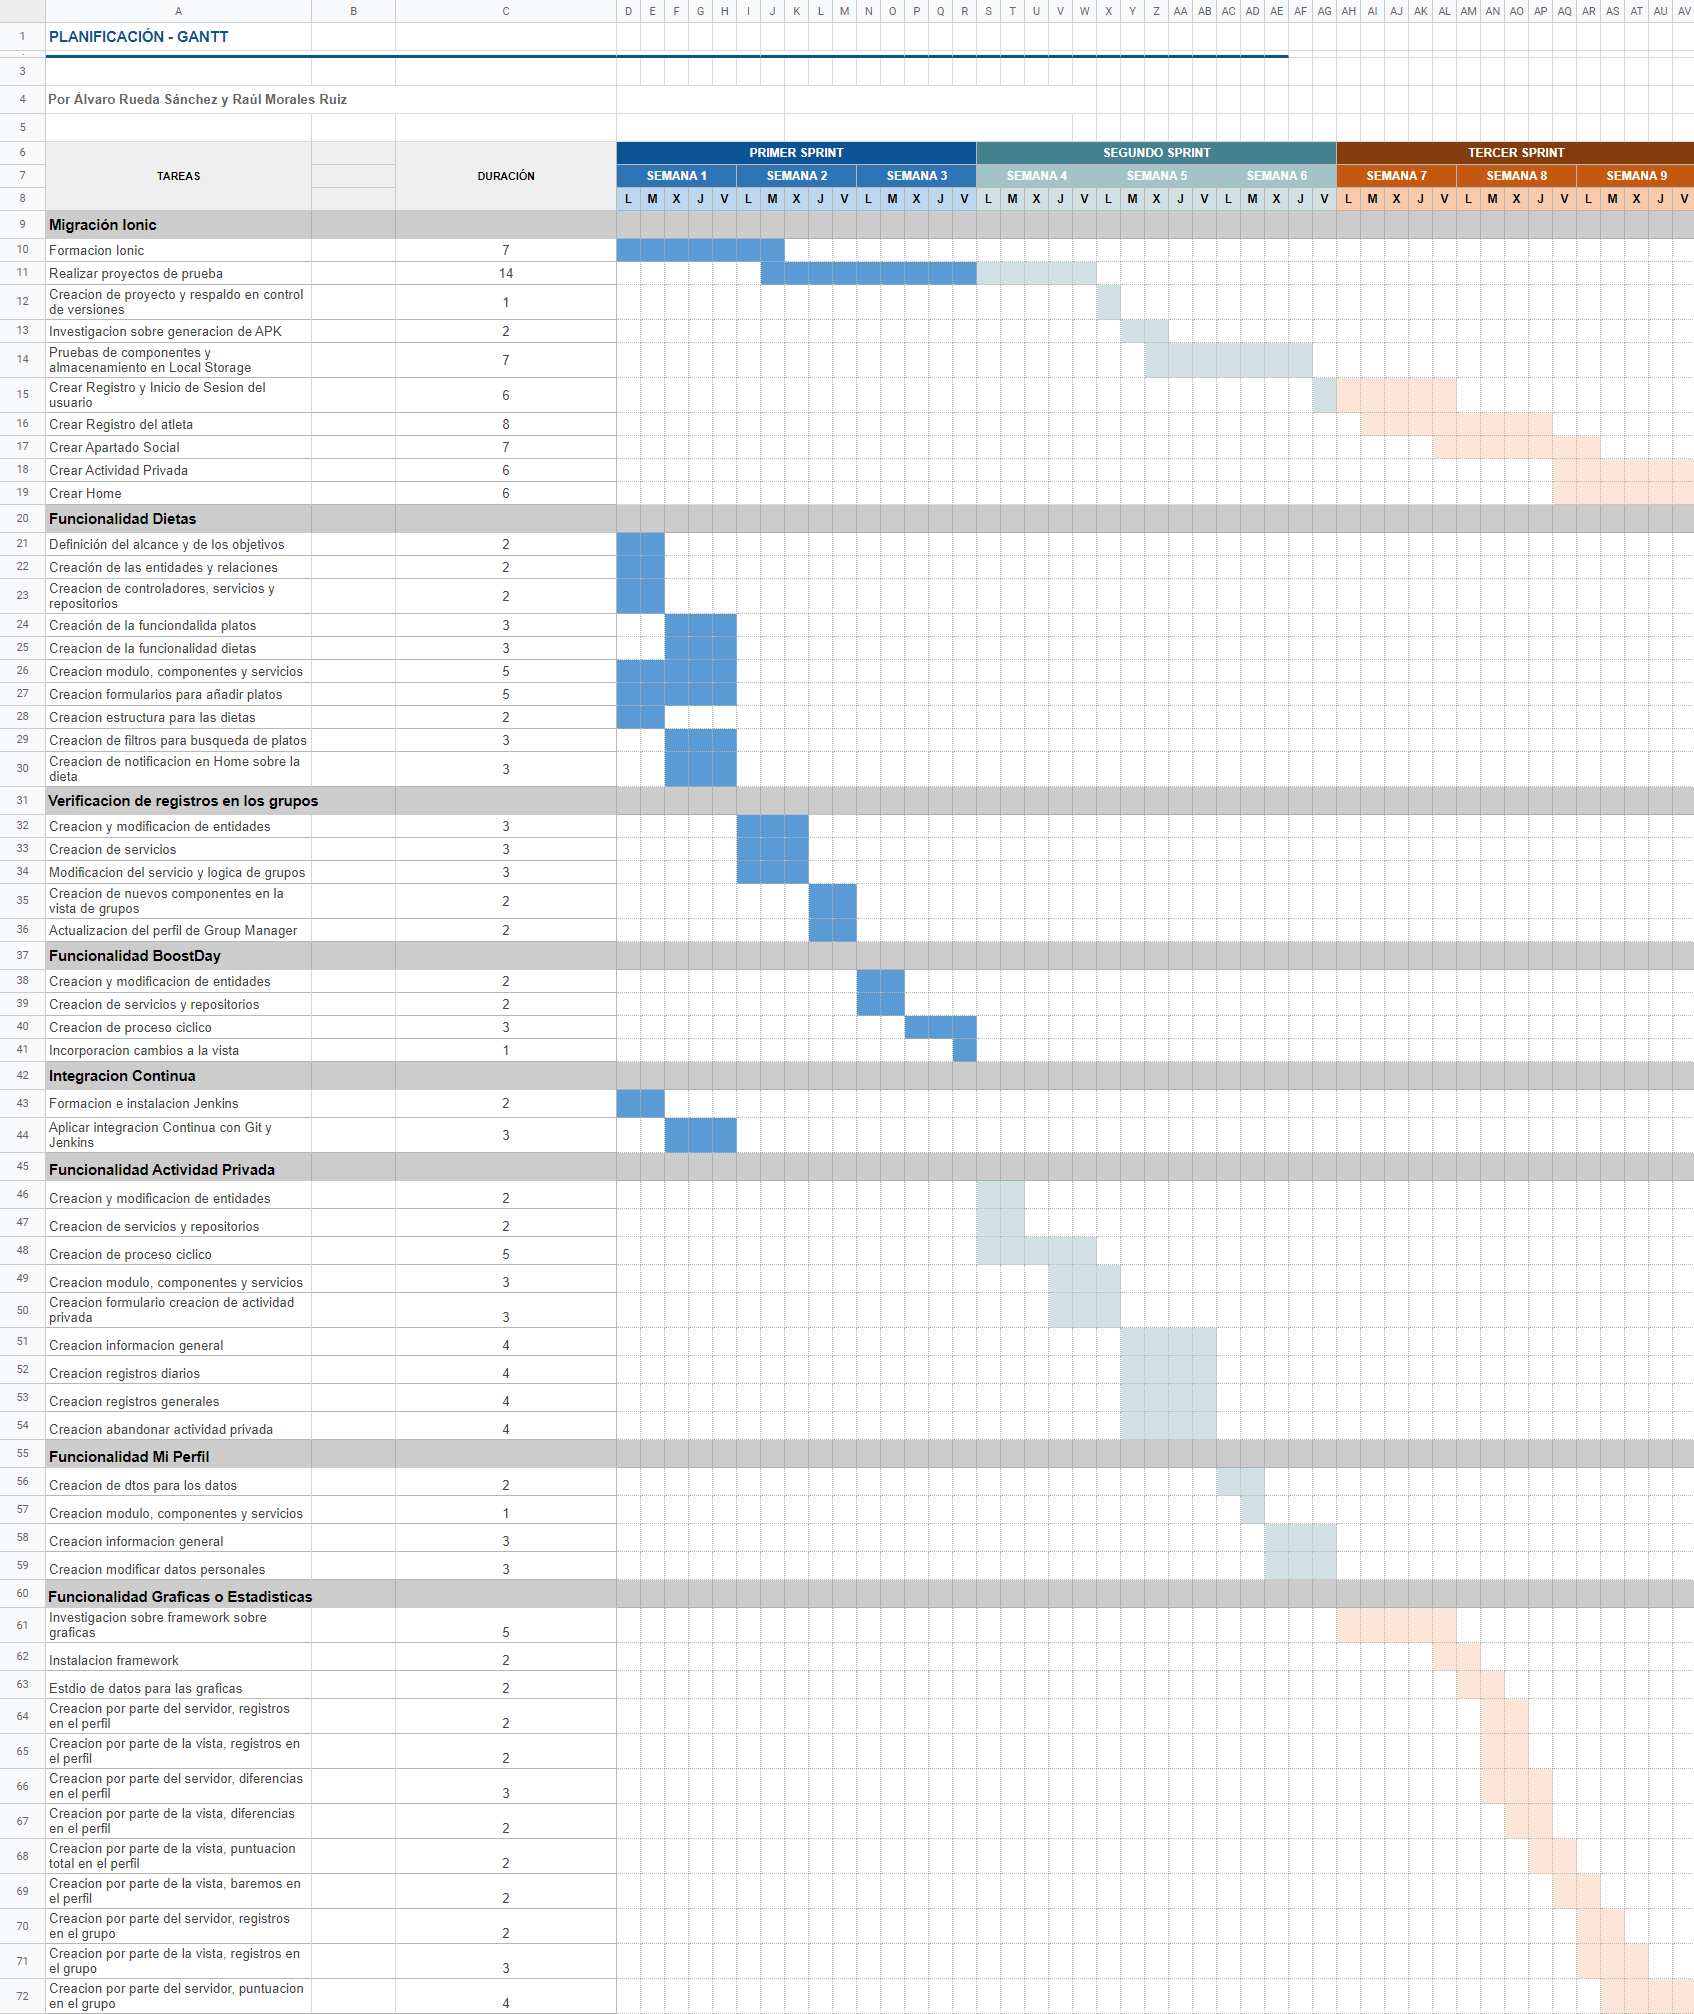 A B C D E F G H I J K L M N O P Q R S T U V W X Y Z AA AB AC AD AE AF AG AH AI AJ AK AL AM AN AO AP AQ AR AS AT AU AV
1 PLANIFICACIÓN - GANTT
3
4 Por Álvaro Rueda Sánchez y Raúl Morales Ruiz
5
6 PRIMER SPRINT SEGUNDO SPRINT TERCER SPRINT
7 TAREAS DURACIÓN SEMANA 1 SEMANA 2 SEMANA 3 SEMANA 4 SEMANA 5 SEMANA 6 SEMANA 7 SEMANA 8 SEMANA 9
8 L M X J V L M X J V L M X J V L M X J V L M X J V L M X J V L M X J V L M X J V L M X J V
9 Migración Ionic
10 Formacion Ionic 7
11 Realizar proyectos de prueba 14
12 Creacion de proyecto y respaldo en control
de versiones 1
13 Investigacion sobre generacion de APK 2
14 Pruebas de componentes y
almacenamiento en Local Storage 7
15 Crear Registro y Inicio de Sesion del
usuario 6
16 Crear Registro del atleta 8
17 Crear Apartado Social 7
18 Crear Actividad Privada 6
19 Crear Home 6
20 Funcionalidad Dietas
21 Definición del alcance y de los objetivos 2
22 Creación de las entidades y relaciones 2
23 Creacion de controladores, servicios y
repositorios 2
24 Creación de la funciondalida platos 3
25 Creacion de la funcionalidad dietas 3
26 Creacion modulo, componentes y servicios 5
27 Creacion formularios para añadir platos 5
28 Creacion estructura para las dietas 2
29 Creacion de filtros para busqueda de platos 3
30 Creacion de notificacion en Home sobre la
dieta 3
31 Verificacion de registros en los grupos
32 Creacion y modificacion de entidades 3
33 Creacion de servicios 3
34 Modificacion del servicio y logica de grupos 3
35 Creacion de nuevos componentes en la
vista de grupos 2
36 Actualizacion del perfil de Group Manager 2
37 Funcionalidad BoostDay
38 Creacion y modificacion de entidades 2
39 Creacion de servicios y repositorios 2
40 Creacion de proceso ciclico 3
41 Incorporacion cambios a la vista 1
42 Integracion Continua
43 Formacion e instalacion Jenkins 2
44 Aplicar integracion Continua con Git y
Jenkins 3
45 Funcionalidad Actividad Privada
46 Creacion y modificacion de entidades 2
47 Creacion de servicios y repositorios 2
48 Creacion de proceso ciclico 5
49 Creacion modulo, componentes y servicios 3
50 Creacion formulario creacion de actividad
privada 3
51 Creacion informacion general 4
52 Creacion registros diarios 4
53 Creacion registros generales 4
54 Creacion abandonar actividad privada 4
55 Funcionalidad Mi Perfil
56 Creacion de dtos para los datos 2
57 Creacion modulo, componentes y servicios 1
58 Creacion informacion general 3
59 Creacion modificar datos personales 3
60 Funcionalidad Graficas o Estadisticas
61 Investigacion sobre framework sobre
graficas 5
62 Instalacion framework 2
63 Estdio de datos para las graficas 2
64 Creacion por parte del servidor, registros
en el perfil 2
65 Creacion por parte de la vista, registros en
el perfil 2
66 Creacion por parte del servidor, diferencias
en el perfil 3
67 Creacion por parte de la vista, diferencias
en el perfil 2
68 Creacion por parte de la vista, puntuacion
total en el perfil 2
69 Creacion por parte de la vista, baremos en
el perfil 2
70 Creacion por parte del servidor, registros
en el grupo 2
71 Creacion por parte de la vista, registros en
el grupo 3
72 Creacion por parte del servidor, puntuacion
en el grupo 4